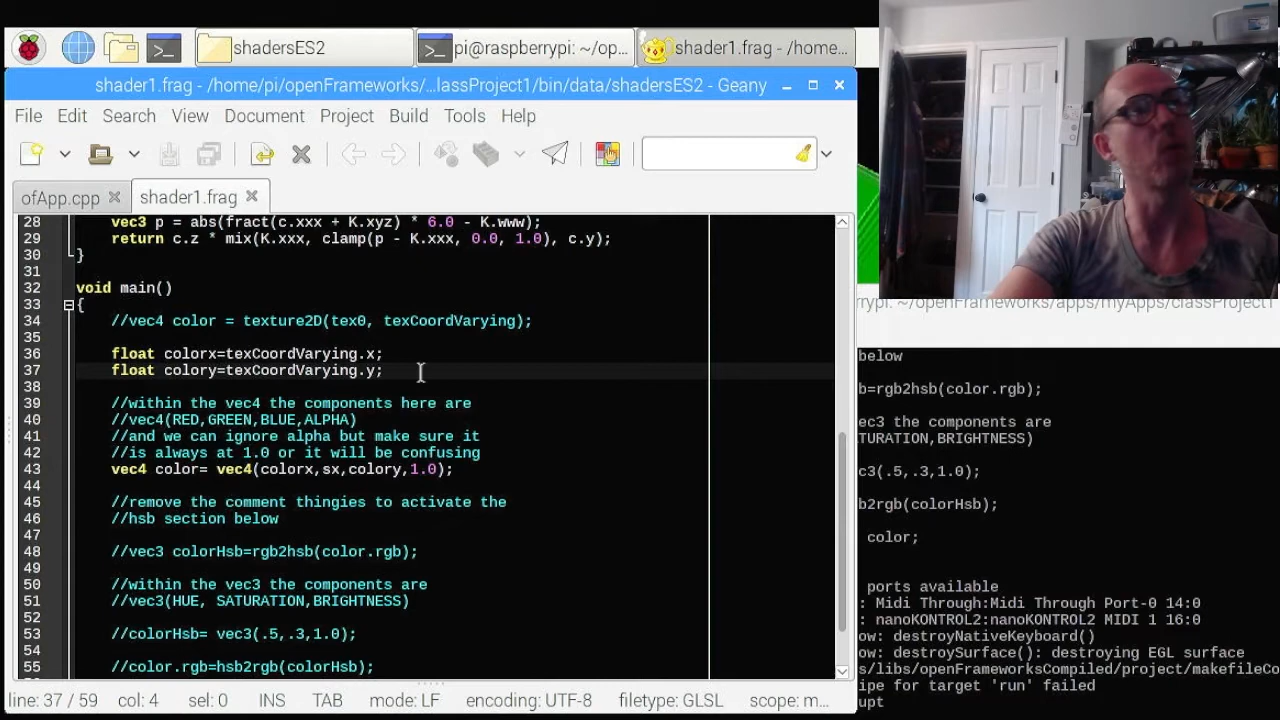 shadersES2
pi@raspberrypi: ~/op...
shader1.frag - /home...
shader1.frag - /home/pi/openFrameworks/...lassProject1/bin/data/shadersES2 - Geany
File Edit Search View Document Project Build Tools Help
ofApp.cpp
shader1.frag
28 vec3 p = abs(fract(c.xxx + K.xyz) * 6.0 - K.www);
29 return c.z * mix(K.xxx, clamp(p - K.xxx, 0.0, 1.0), c.y);
30 }
31
32 void main()
33 {
34 //vec4 color = texture2D(tex0, texCoordVarying);
35
36 float colorx=texCoordVarying.x;
37 float colory=texCoordVarying.y;
38
39 //within the vec4 the components here are
40 //vec4(RED,GREEN,BLUE,ALPHA)
41 //and we can ignore alpha but make sure it
42 //is always at 1.0 or it will be confusing
43 vec4 color= vec4(colorx,sx,colory,1.0);
44
45 //remove the comment thingies to activate the
46 //hsb section below
47
48 //vec3 colorHsb=rgb2hsb(color.rgb);
49
50 //within the vec3 the components are
51 //vec3(HUE, SATURATION,BRIGHTNESS)
52
53 //colorHsb= vec3(.5,.3,1.0);
54
55 //color.rgb=hsb2rgb(colorHsb);
line: 37 / 59 col: 4 sel: 0 INS TAB mode: LF encoding: UTF-8 filetype: GLSL scope: m...
rrypi: ~/openFrameworks/apps/myApps/classProject1
below
b=rgb2hsb(color.rgb);
vec3 the components are
TURATION,BRIGHTNESS)
c3(.5,.3,1.0);
b2rgb(colorHsb);
color;
ports available
: Midi Through:Midi Through Port-0 14:0
: nanoKONTROL2:nanoKONTROL2 MIDI 1 16:0
ow: destroyNativeKeyboard()
ow: destroySurface(): destroying EGL surface
s/libs/openFrameworksCompiled/project/makefileCo
ipe for target 'run' failed
upt